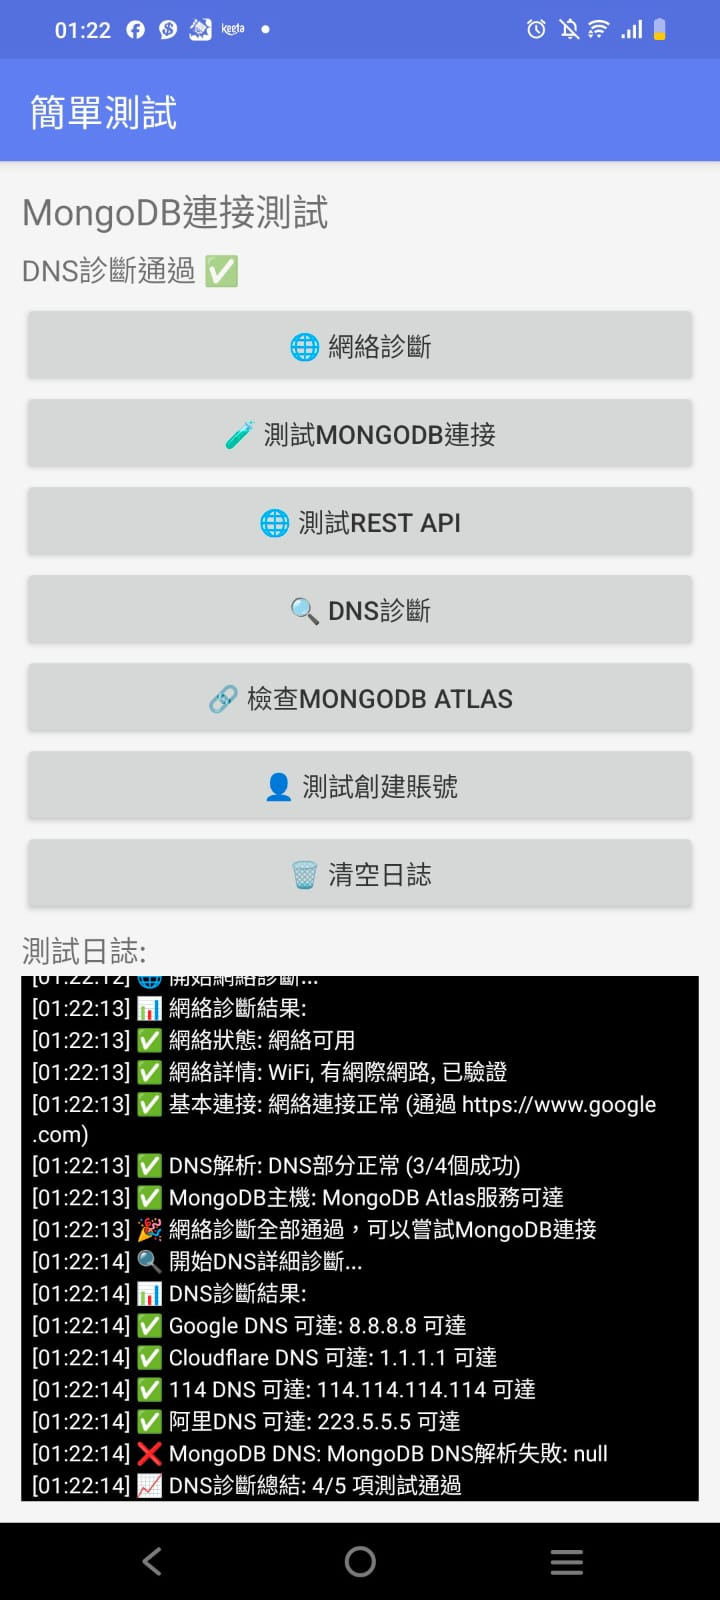 01:22
keeta
簡單測試
MongoDB連接測試
DNS診斷通過 ✅
🌐 網絡診斷
🧪 測試MONGODB連接
🌐 測試REST API
🔍 DNS診斷
🔗 檢查MONGODB ATLAS
👤 測試創建賬號
🗑️ 清空日誌
測試日誌:
[01:22:12] 🌐 開始網絡診斷...
[01:22:13] 📊 網絡診斷結果:
[01:22:13] ✅ 網絡狀態: 網絡可用
[01:22:13] ✅ 網絡詳情: WiFi, 有網際網路, 已驗證
[01:22:13] ✅ 基本連接: 網絡連接正常 (通過 https://www.google
.com)
[01:22:13] ✅ DNS解析: DNS部分正常 (3/4個成功)
[01:22:13] ✅ MongoDB主機: MongoDB Atlas服務可達
[01:22:13] 🎉 網絡診斷全部通過，可以嘗試MongoDB連接
[01:22:14] 🔍 開始DNS詳細診斷...
[01:22:14] 📊 DNS診斷結果:
[01:22:14] ✅ Google DNS 可達: 8.8.8.8 可達
[01:22:14] ✅ Cloudflare DNS 可達: 1.1.1.1 可達
[01:22:14] ✅ 114 DNS 可達: 114.114.114.114 可達
[01:22:14] ✅ 阿里DNS 可達: 223.5.5.5 可達
[01:22:14] ❌ MongoDB DNS: MongoDB DNS解析失敗: null
[01:22:14] 📈 DNS診斷總結: 4/5 項測試通過